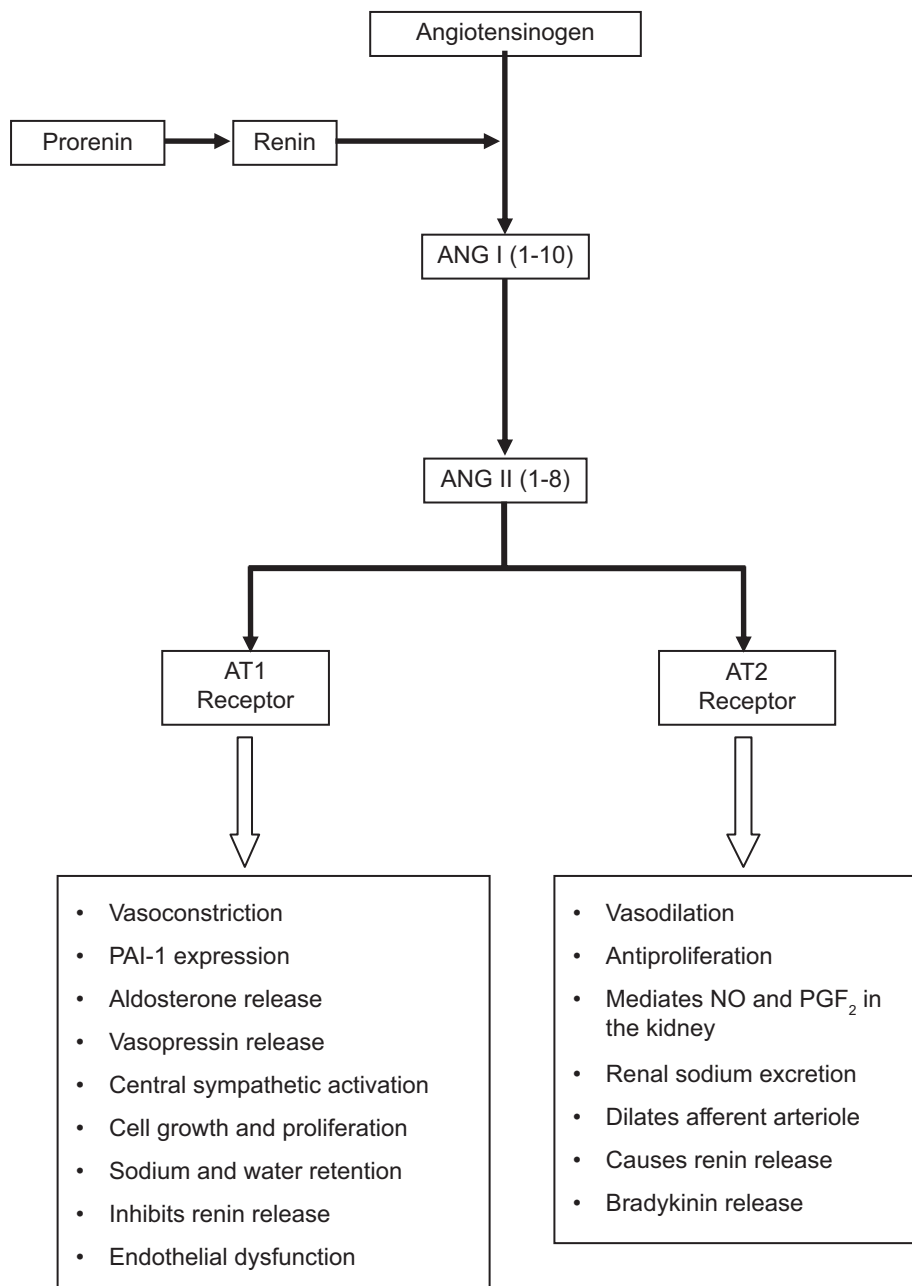 Angiotensinogen
Prorenin
Renin
ANG I (1-10)
ANG II (1-8)
AT1
Receptor
AT2
Receptor
• Vasoconstriction
• PAI-1 expression
• Aldosterone release
• Vasopressin release
• Central sympathetic activation
• Cell growth and proliferation
• Sodium and water retention
• Inhibits renin release
• Endothelial dysfunction
• Vasodilation
• Antiproliferation
• Mediates NO and PGF₂ in
the kidney
• Renal sodium excretion
• Dilates afferent arteriole
• Causes renin release
• Bradykinin release